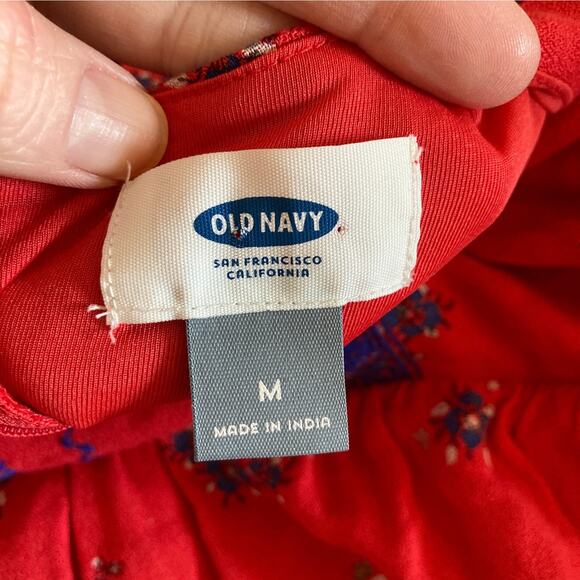 OLD NAVY
SAN FRANCISCO
CALIFORNIA
M
MADE IN INDIA